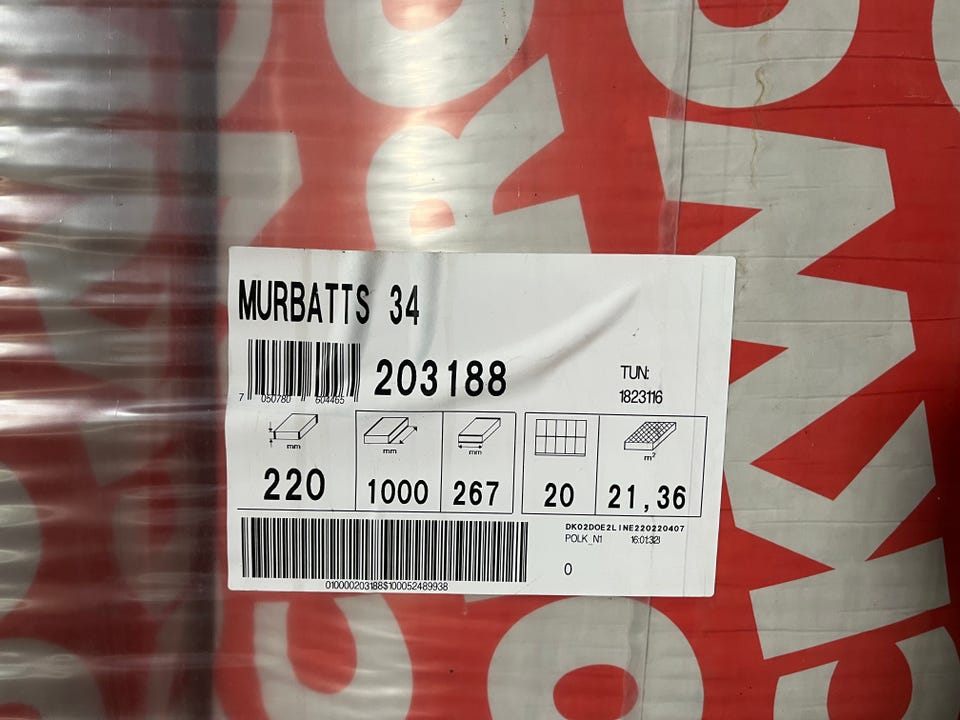 MURBATTS 34
7 050780 604465
203188
TUN:
1823116
mm
mm
mm
m²
220
1000
267
20
21,36
DK02DOE2LINE220220407
POLK_N1 16:01:32I
0
010000203188$100052489938